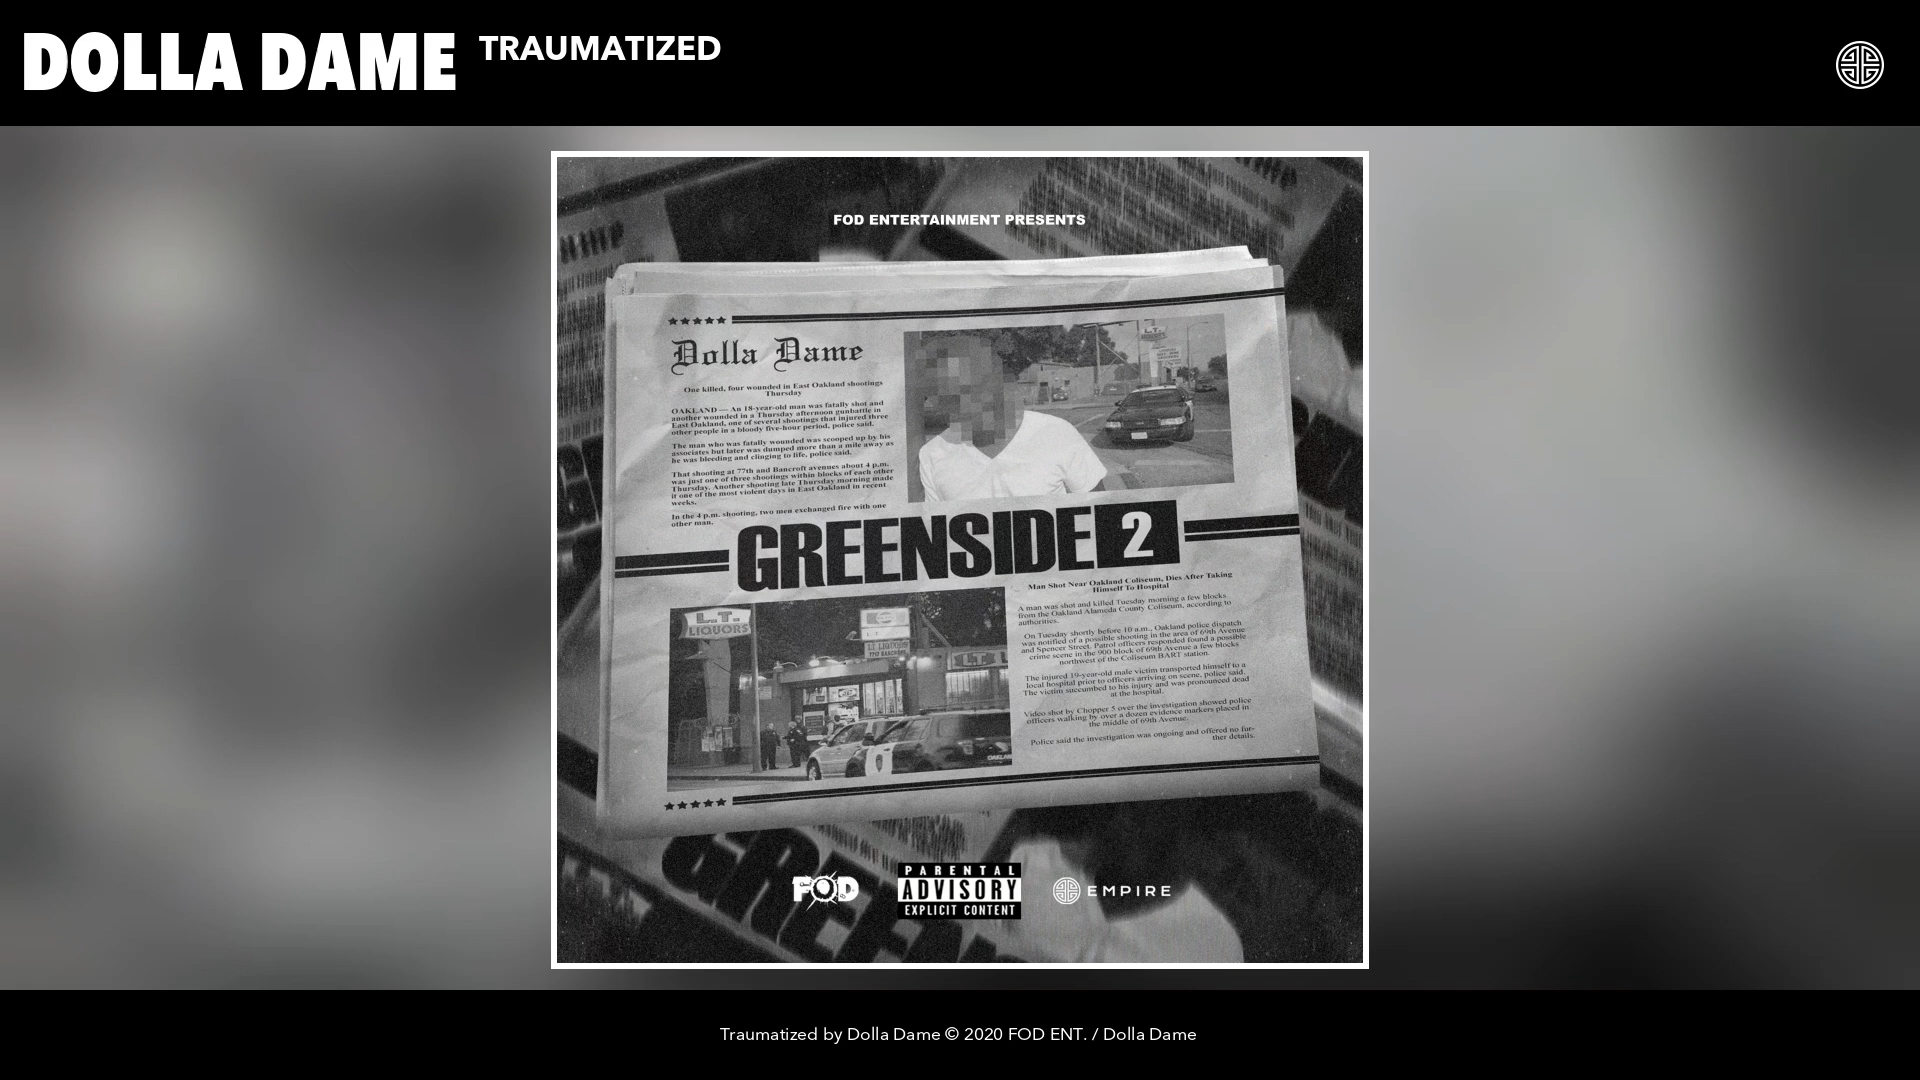 DOLLA DAME
TRAUMATIZED
FOD ENTERTAINMENT PRESENTS
Dolla Dame
One killed, four wounded in East Oakland shootings
Thursday
OAKLAND — An 18-year-old man was fatally shot and
another wounded in a Thursday afternoon gunbattle in
East Oakland, one of several shootings that injured three
other people in a bloody five-hour period, police said.
The man who was fatally wounded was scooped up by his
associates but later was dumped more than a mile away as
he was bleeding and clinging to life, police said.
That shooting at 77th and Bancroft avenues about 4 p.m.
was just one of three shootings within blocks of each other
Thursday. Another shooting late Thursday morning made
it one of the most violent days in East Oakland in recent
weeks.
In the 4 p.m. shooting, two men exchanged fire with one
other man.
L.T.
GREENSIDE 2
L.T.
LIQUORS
L.T.
LT LIQUORS
LT L
Man Shot Near Oakland Coliseum, Dies After Taking
Himself To Hospital
A man was shot and killed Tuesday morning a few blocks
from the Oakland Alameda County Coliseum, according to
authorities.
On Tuesday shortly before 10 a.m., Oakland police dispatch
was notified of a possible shooting in the area of 69th Avenue
and Spencer Street. Patrol officers responded found a possible
crime scene in the 900 block of 69th Avenue a few blocks
northwest of the Coliseum BART station.
The injured 19-year-old male victim transported himself to a
local hospital prior to officers arriving on scene, police said.
The victim succumbed to his injury and was pronounced dead
at the hospital.
Video shot by Chopper 5 over the investigation showed police
officers walking by over a dozen evidence markers placed in
the middle of 69th Avenue.
Police said the investigation was ongoing and offered no fur-
ther details.
GREEN
FOD
PARENTAL
ADVISORY
EXPLICIT CONTENT
EMPIRE
Traumatized by Dolla Dame © 2020 FOD ENT. / Dolla Dame